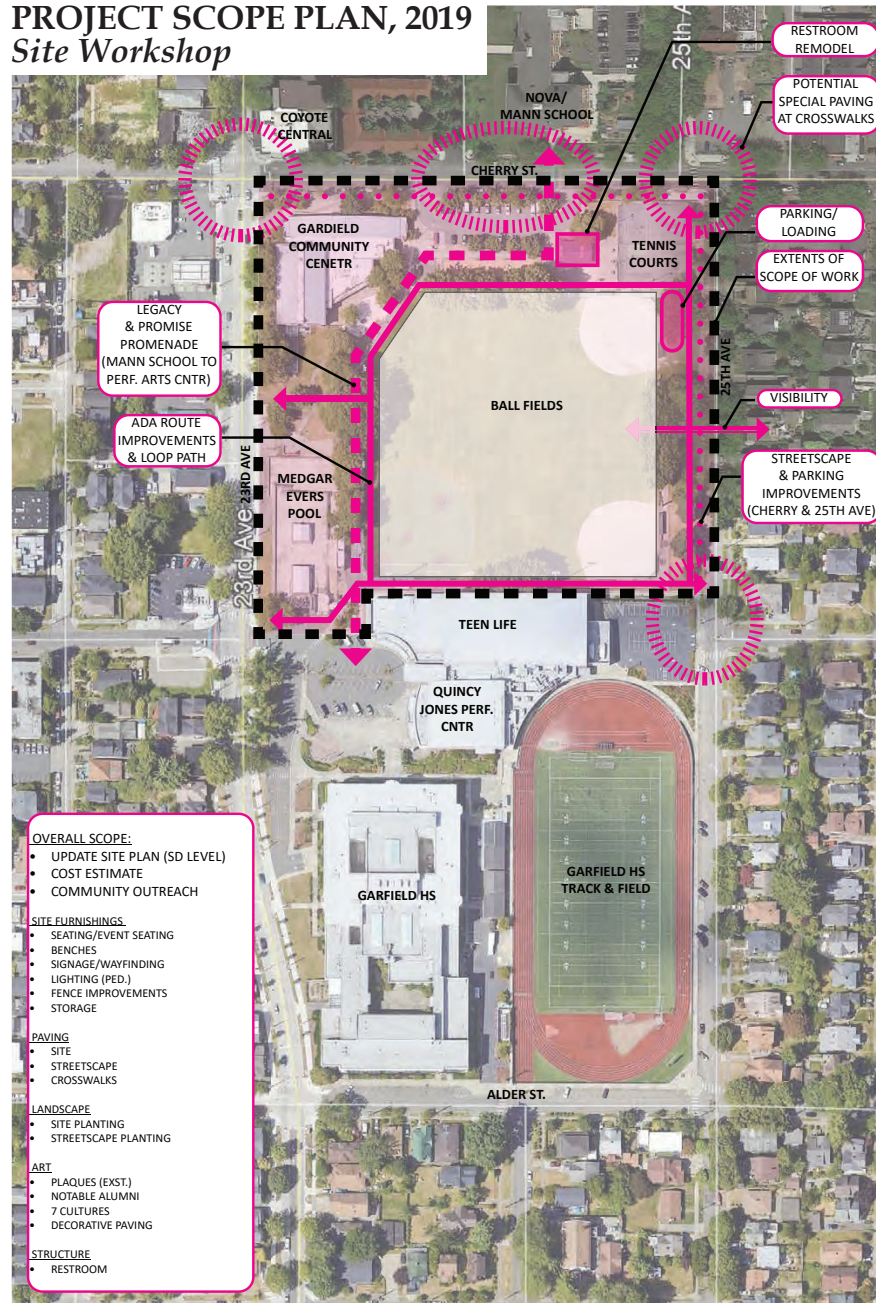 PROJECT SCOPE PLAN, 2019
Site Workshop
25th A
RESTROOM
REMODEL
POTENTIAL
SPECIAL PAVING
AT CROSSWALKS
COYOTE
CENTRAL
NOVA/
MANN SCHOOL
CHERRY ST.
GARDIELD
COMMUNITY
CENETR
TENNIS
COURTS
PARKING/
LOADING
EXTENTS OF
SCOPE OF WORK
LEGACY
& PROMISE
PROMENADE
(MANN SCHOOL TO
PERF. ARTS CNTR)
25TH AVE
BALL FIELDS
VISIBILITY
ADA ROUTE
IMPROVEMENTS
& LOOP PATH
23RD AVE
23rd Ave
MEDGAR
EVERS
POOL
STREETSCAPE
& PARKING
IMPROVEMENTS
(CHERRY & 25TH AVE)
TEEN LIFE
QUINCY
JONES PERF.
CNTR
GARFIELD HS
GARFIELD HS
TRACK & FIELD
ALDER ST.
OVERALL SCOPE:
• UPDATE SITE PLAN (SD LEVEL)
• COST ESTIMATE
• COMMUNITY OUTREACH
SITE FURNISHINGS
• SEATING/EVENT SEATING
• BENCHES
• SIGNAGE/WAYFINDING
• LIGHTING (PED.)
• FENCE IMPROVEMENTS
• STORAGE
PAVING
• SITE
• STREETSCAPE
• CROSSWALKS
LANDSCAPE
• SITE PLANTING
• STREETSCAPE PLANTING
ART
• PLAQUES (EXST.)
• NOTABLE ALUMNI
• 7 CULTURES
• DECORATIVE PAVING
STRUCTURE
• RESTROOM